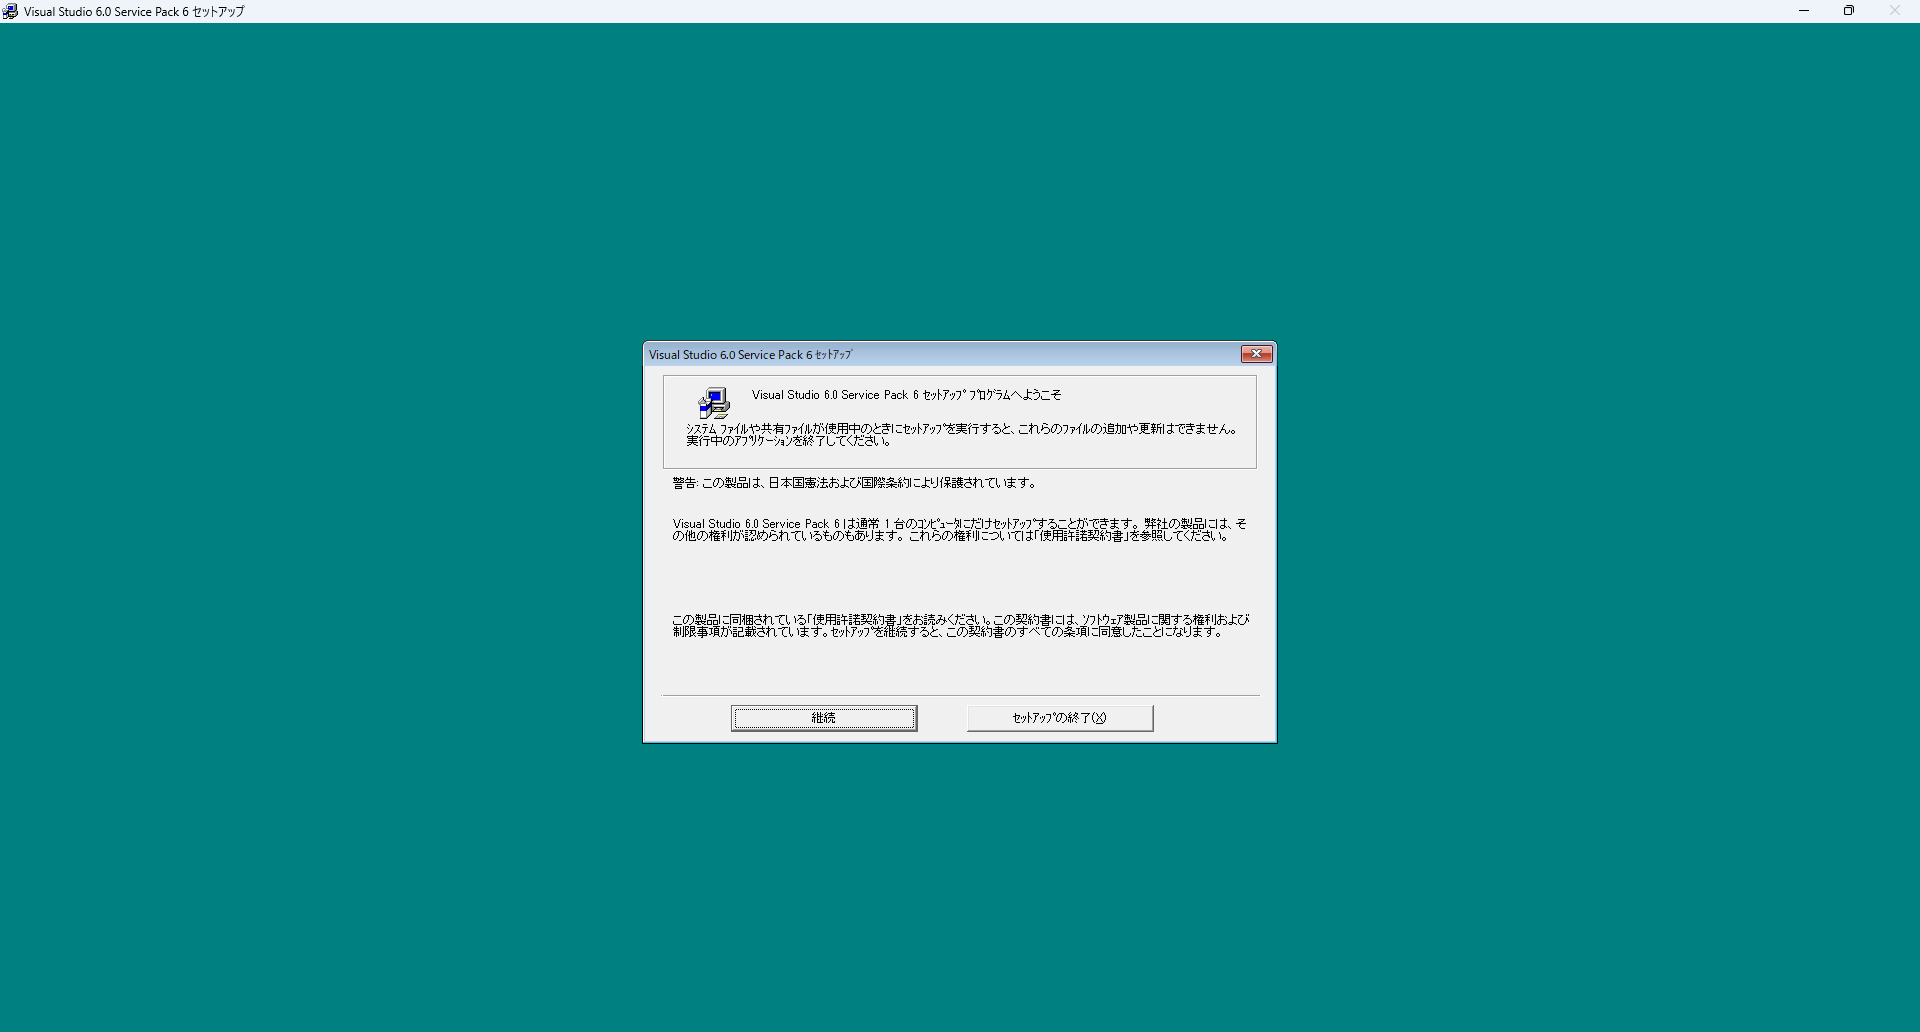 Visual Studio 6.0 Service Pack 6 セットアップ
Visual Studio 6.0 Service Pack 6 ｾｯﾄｱｯﾌﾟ
Visual Studio 6.0 Service Pack 6 ｾｯﾄｱｯﾌﾟ ﾌﾟﾛｸﾞﾗﾑへようこそ
ｼｽﾃﾑ ﾌｧｲﾙや共有ﾌｧｲﾙが使用中のときにｾｯﾄｱｯﾌﾟを実行すると、これらのﾌｧｲﾙの追加や更新はできません。
実行中のｱﾌﾟﾘｹｰｼｮﾝを終了してください。
警告: この製品は、日本国憲法および国際条約により保護されています。
Visual Studio 6.0 Service Pack 6 は通常 1 台のｺﾝﾋﾟｭｰﾀにだけｾｯﾄｱｯﾌﾟすることができます。弊社の製品には、そ
の他の権利が認められているものもあります。これらの権利については｢使用許諾契約書｣を参照してください。
この製品に同梱されている｢使用許諾契約書｣をお読みください。この契約書には、ｿﾌﾄｳｪｱ製品に関する権利および
制限事項が記載されています。ｾｯﾄｱｯﾌﾟを継続すると、この契約書のすべての条項に同意したことになります。
継続
ｾｯﾄｱｯﾌﾟの終了(X)